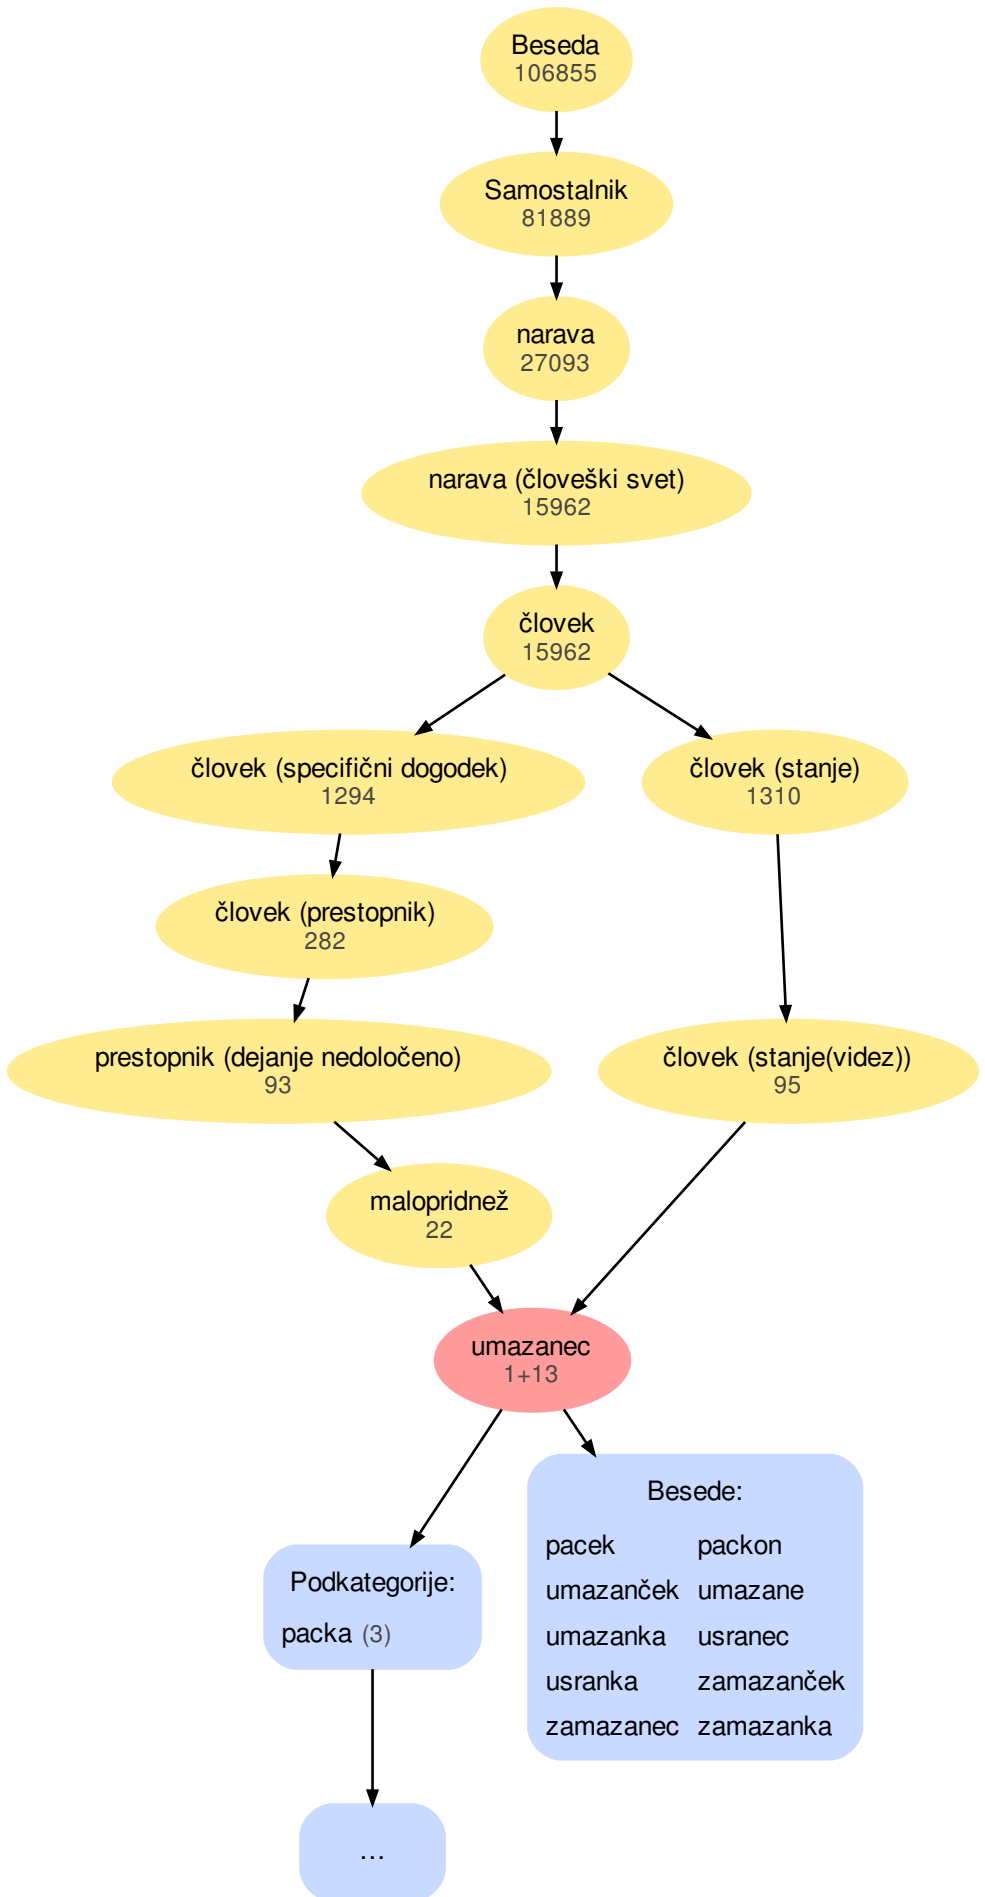 Beseda
106855
Samostalnik
81889
narava
27093
narava (človeški svet)
15962
človek
15962
človek (specifični dogodek)
1294
človek (stanje)
1310
človek (prestopnik)
282
prestopnik (dejanje nedoločeno)
93
človek (stanje(videz))
95
malopridnež
22
umazanec
1+13
Besede:
pacek packon
umazanček umazane
umazanka usranec
usranka zamazanček
zamazanec zamazanka
Podkategorije:
packa (3)
...